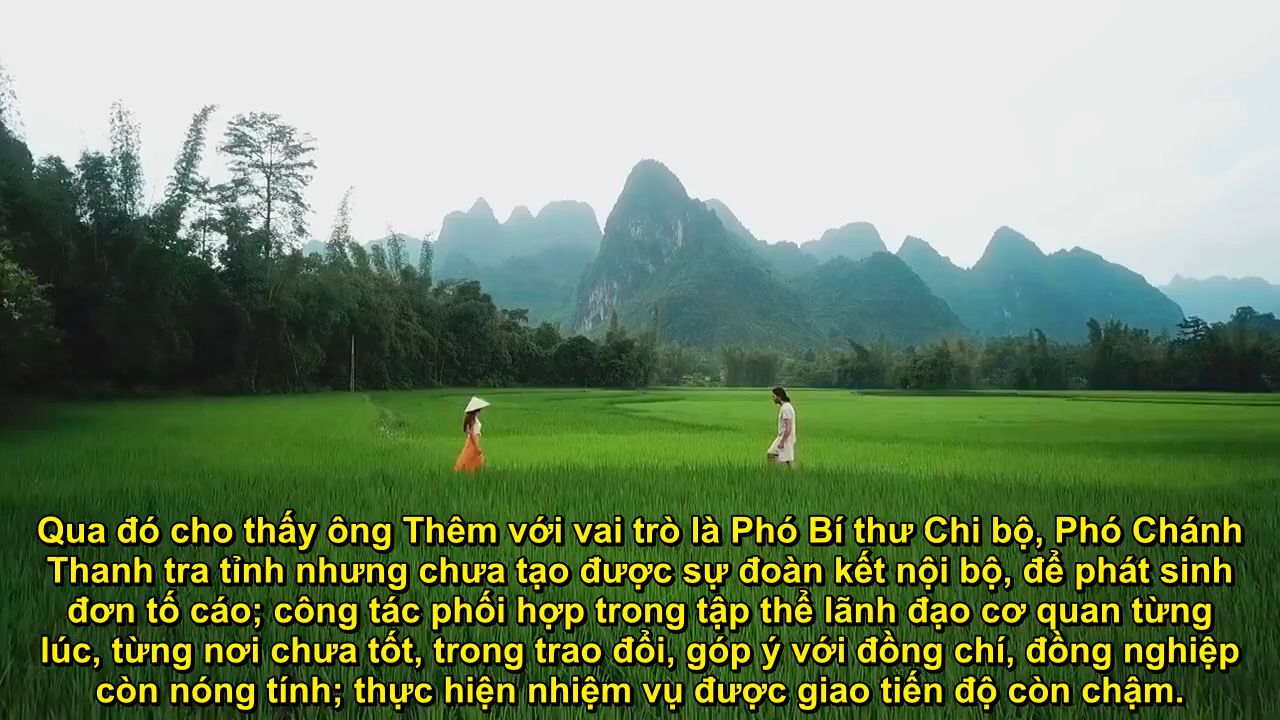 Qua đó cho thấy ông Thêm với vai trò là Phó Bí thư Chi bộ, Phó Chánh
Thanh tra tỉnh nhưng chưa tạo được sự đoàn kết nội bộ, để phát sinh
đơn tố cáo; công tác phối hợp trong tập thể lãnh đạo cơ quan từng
lúc, từng nơi chưa tốt, trong trao đổi, góp ý với đồng chí, đồng nghiệp
còn nóng tính; thực hiện nhiệm vụ được giao tiến độ còn chậm.